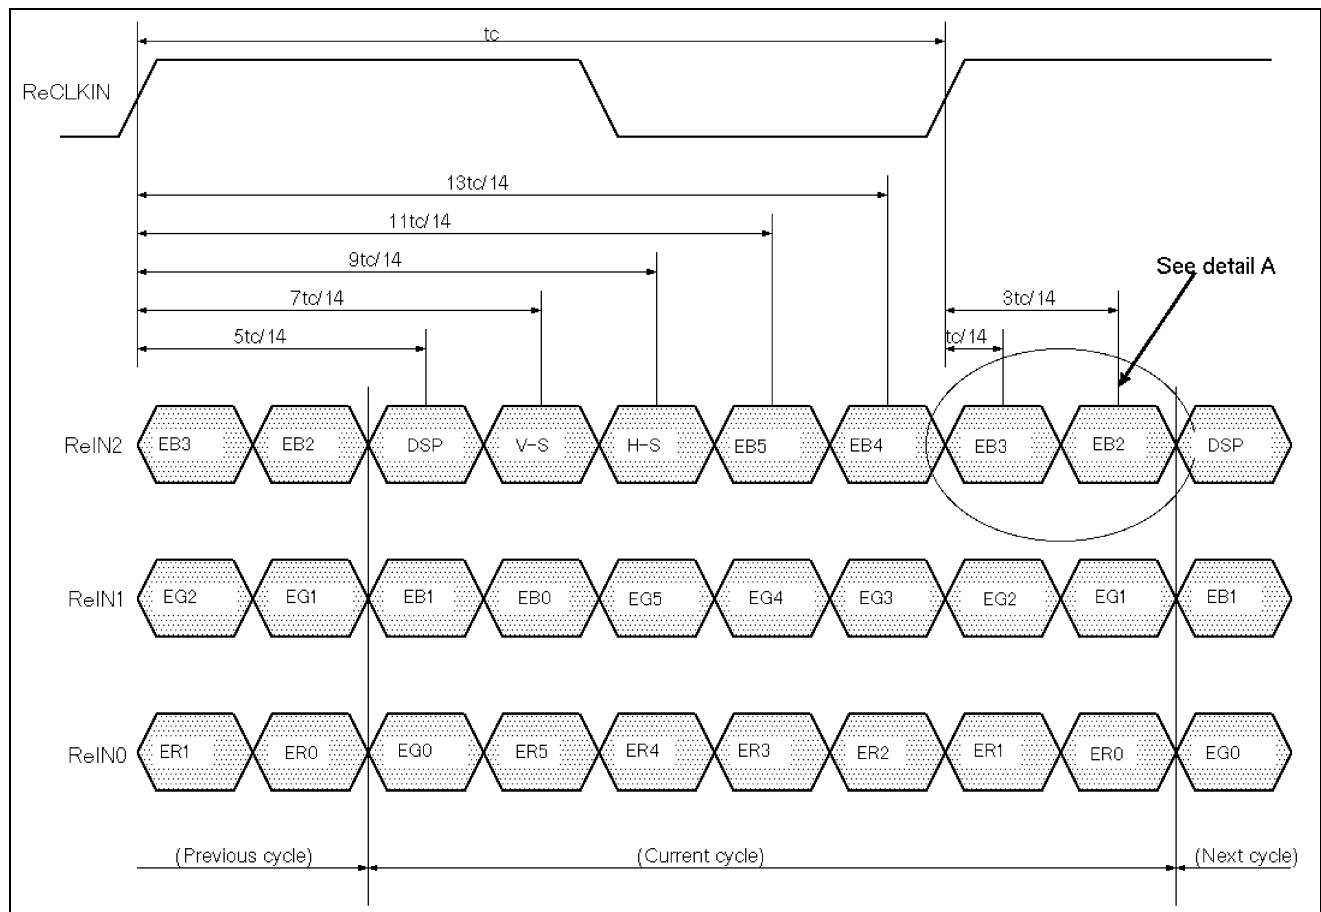 tc
ReCLKIN
13tc/14
11tc/14
9tc/14
See detail A
7tc/14
3tc/14
5tc/14
tc/14
ReIN2 EB3 EB2 DSP V-S H-S EB5 EB4 EB3 EB2 DSP
ReIN1 EG2 EG1 EB1 EB0 EG5 EG4 EG3 EG2 EG1 EB1
ReIN0 ER1 ER0 EG0 ER5 ER4 ER3 ER2 ER1 ER0 EG0
(Previous cycle) (Current cycle) (Next cycle)